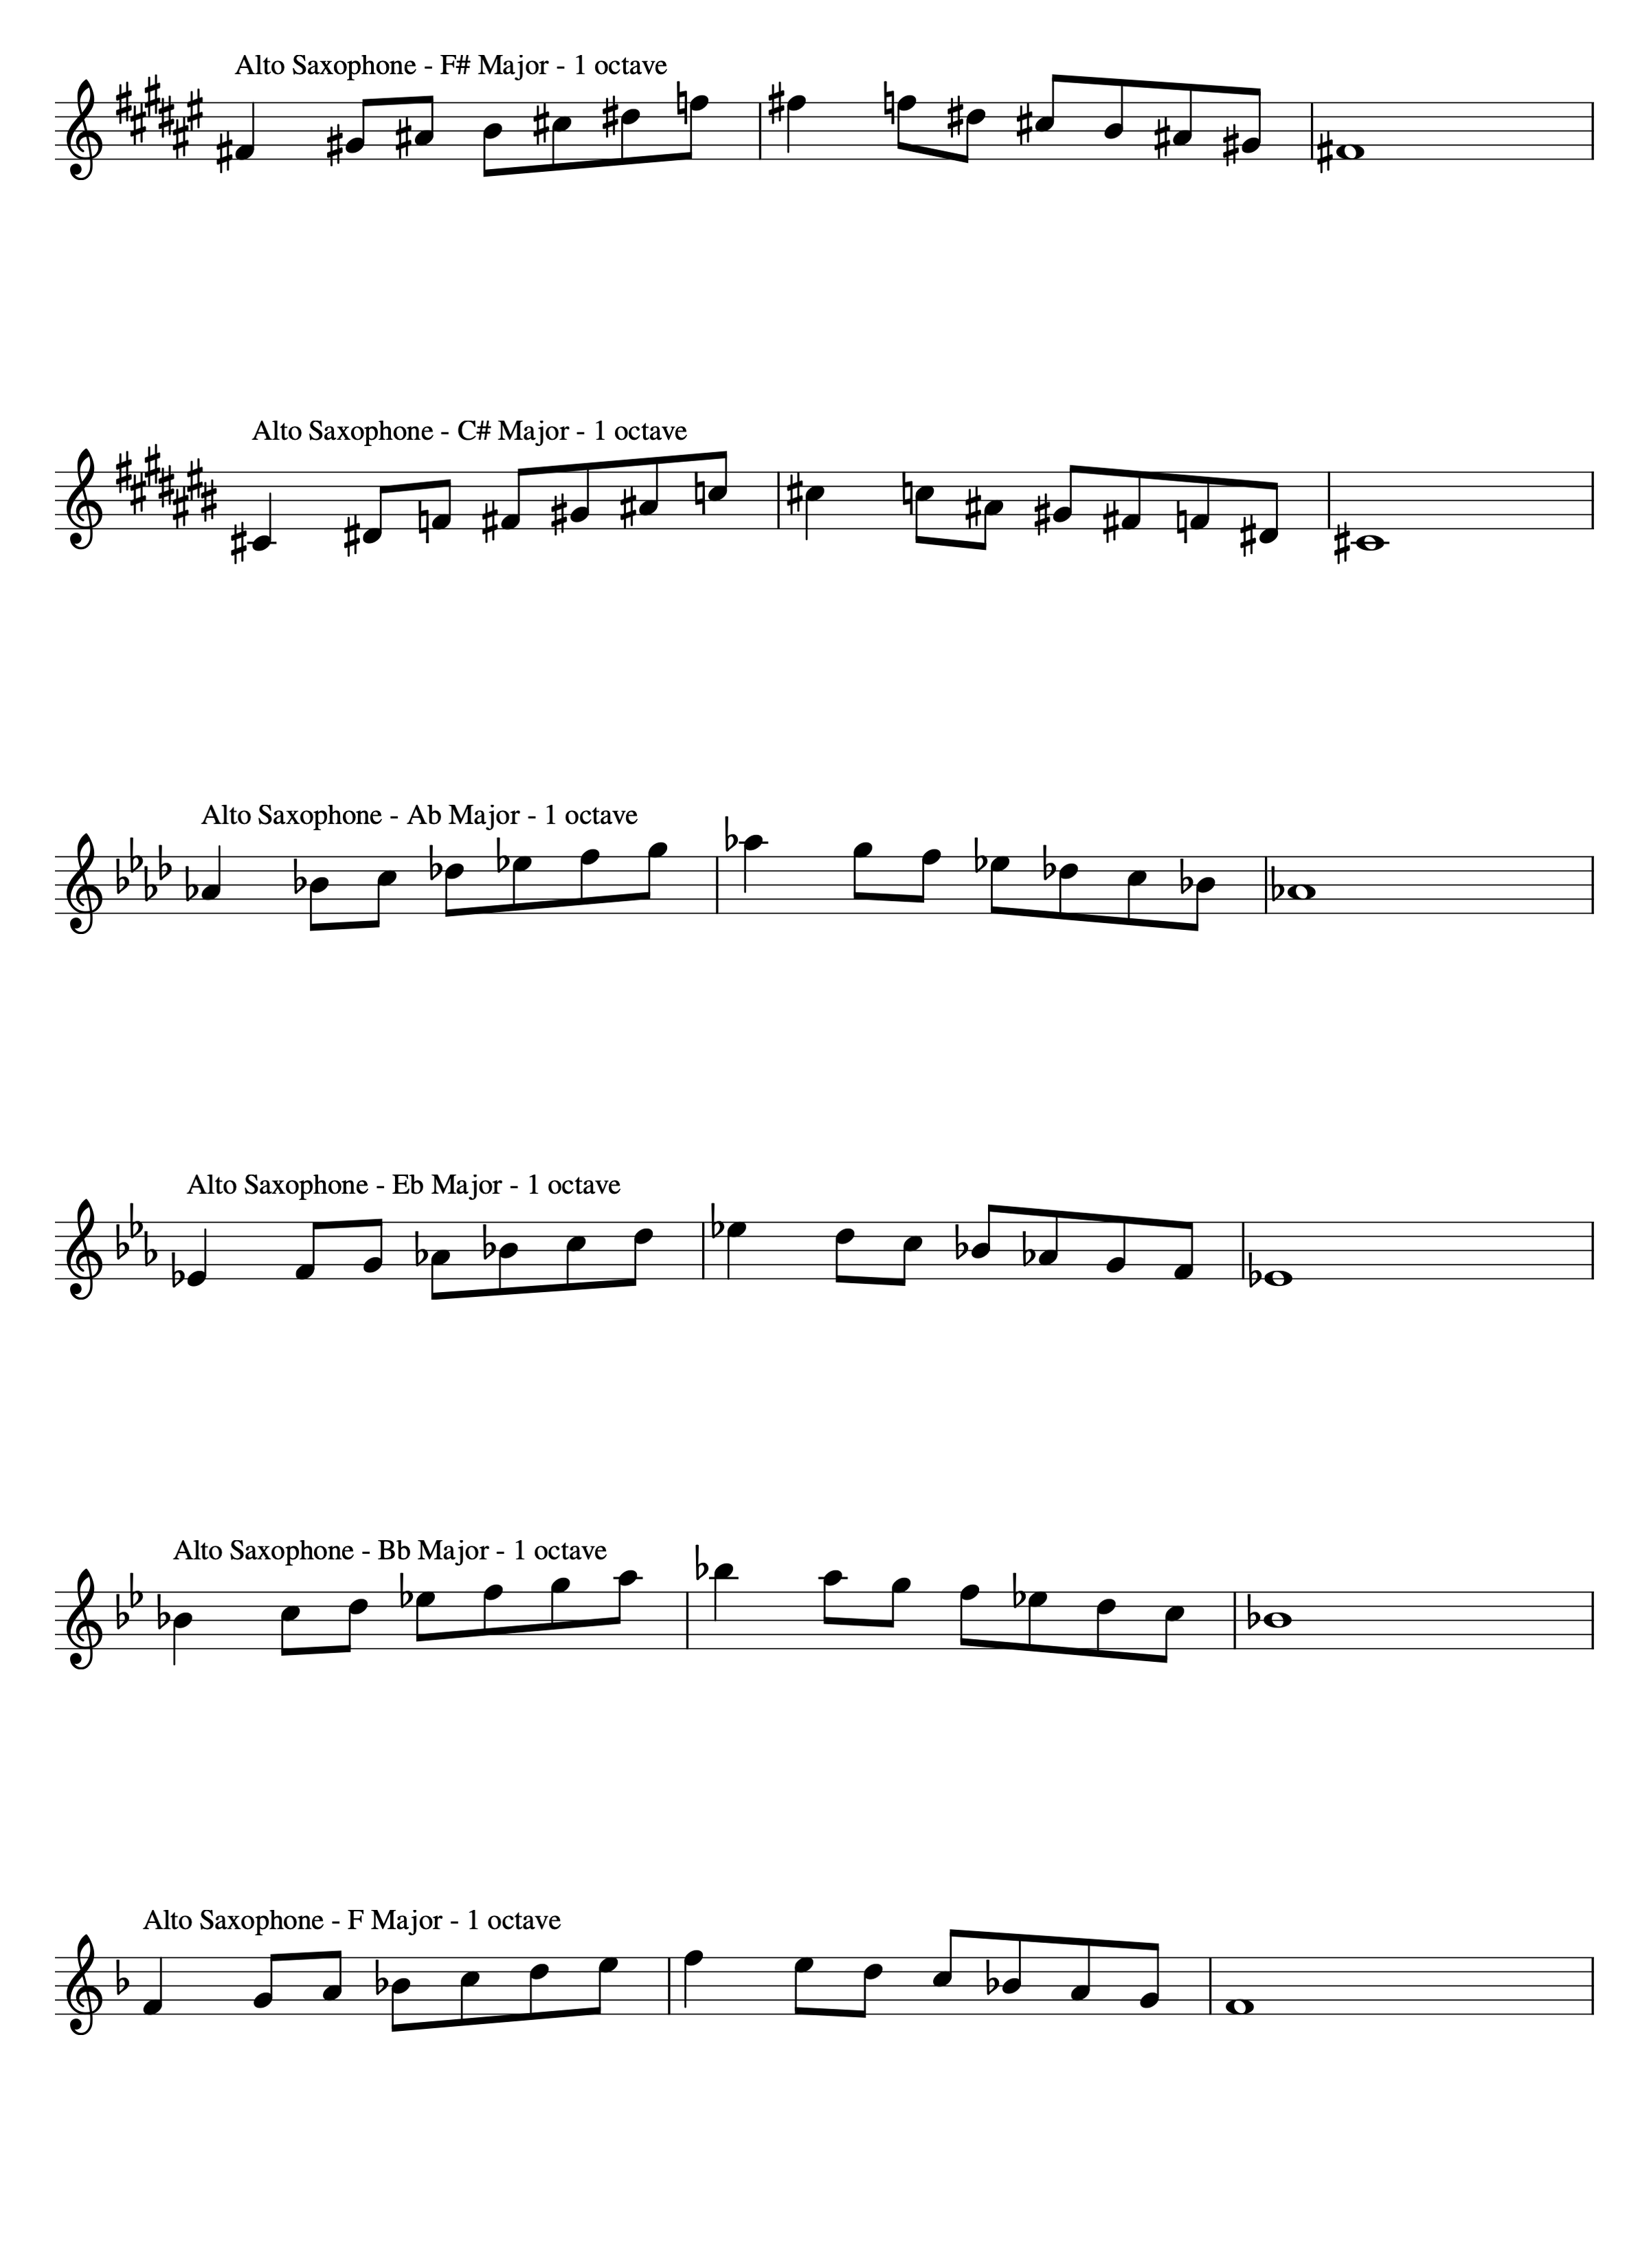 Alto Saxophone - F# Major - 1 octave
Alto Saxophone - C# Major - 1 octave
Alto Saxophone - Ab Major - 1 octave
Alto Saxophone - Eb Major - 1 octave
Alto Saxophone - Bb Major - 1 octave
Alto Saxophone - F Major - 1 octave